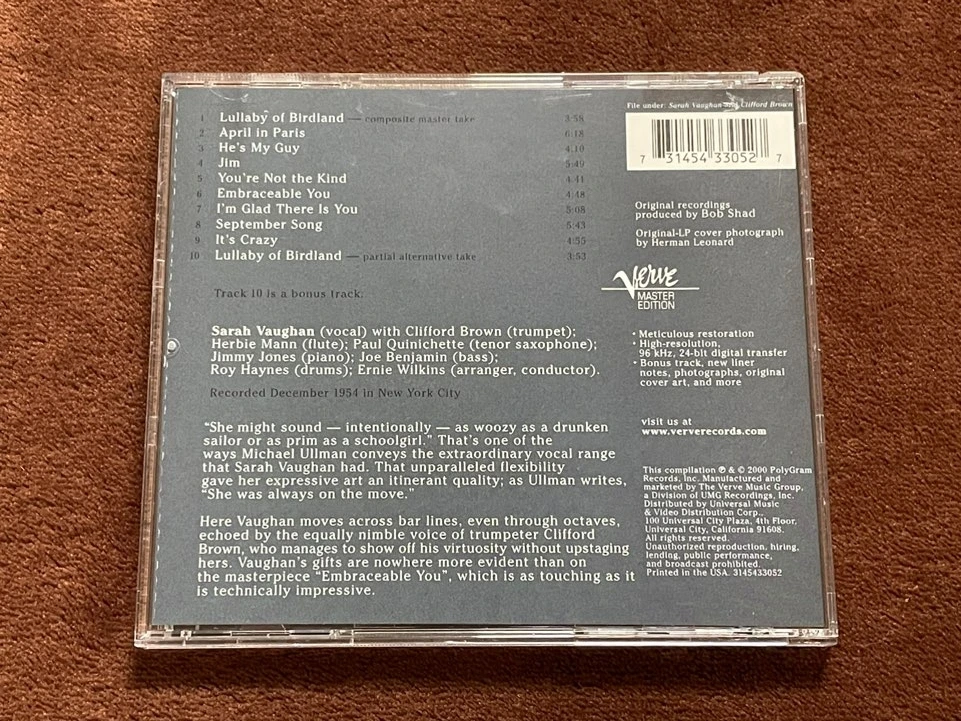 1 Lullaby of Birdland — composite master take 3:58
2 April in Paris 6:18
3 He's My Guy 4:10
4 Jim 5:49
5 You're Not the Kind 4:41
6 Embraceable You 4:48
7 I'm Glad There Is You 5:08
8 September Song 5:43
9 It's Crazy 4:55
10 Lullaby of Birdland — partial alternative take 3:53
Track 10 is a bonus track.
Sarah Vaughan (vocal) with Clifford Brown (trumpet);
Herbie Mann (flute); Paul Quinichette (tenor saxophone);
Jimmy Jones (piano); Joe Benjamin (bass);
Roy Haynes (drums); Ernie Wilkins (arranger, conductor).
Recorded December 1954 in New York City
“She might sound — intentionally — as woozy as a drunken
sailor or as prim as a schoolgirl.” That's one of the
ways Michael Ullman conveys the extraordinary vocal range
that Sarah Vaughan had. That unparalleled flexibility
gave her expressive art an itinerant quality; as Ullman writes,
“She was always on the move.”
Here Vaughan moves across bar lines, even through octaves,
echoed by the equally nimble voice of trumpeter Clifford
Brown, who manages to show off his virtuosity without upstaging
hers. Vaughan's gifts are nowhere more evident than on
the masterpiece “Embraceable You”, which is as touching as it
is technically impressive.
File under: Sarah Vaughan and Clifford Brown
7 31454 33052 7
Original recordings
produced by Bob Shad
Original-LP cover photograph
by Herman Leonard
Verve
MASTER
EDITION
• Meticulous restoration
• High-resolution,
96 kHz, 24-bit digital transfer
• Bonus track, new liner
notes, photographs, original
cover art, and more
visit us at
www.ververecords.com
This compilation ℗ & © 2000 PolyGram
Records, Inc. Manufactured and
marketed by The Verve Music Group,
a Division of UMG Recordings, Inc.
Distributed by Universal Music
& Video Distribution Corp.,
100 Universal City Plaza, 4th Floor,
Universal City, California 91608.
All rights reserved.
Unauthorized reproduction, hiring,
lending, public performance,
and broadcast prohibited.
Printed in the USA. 3145433052